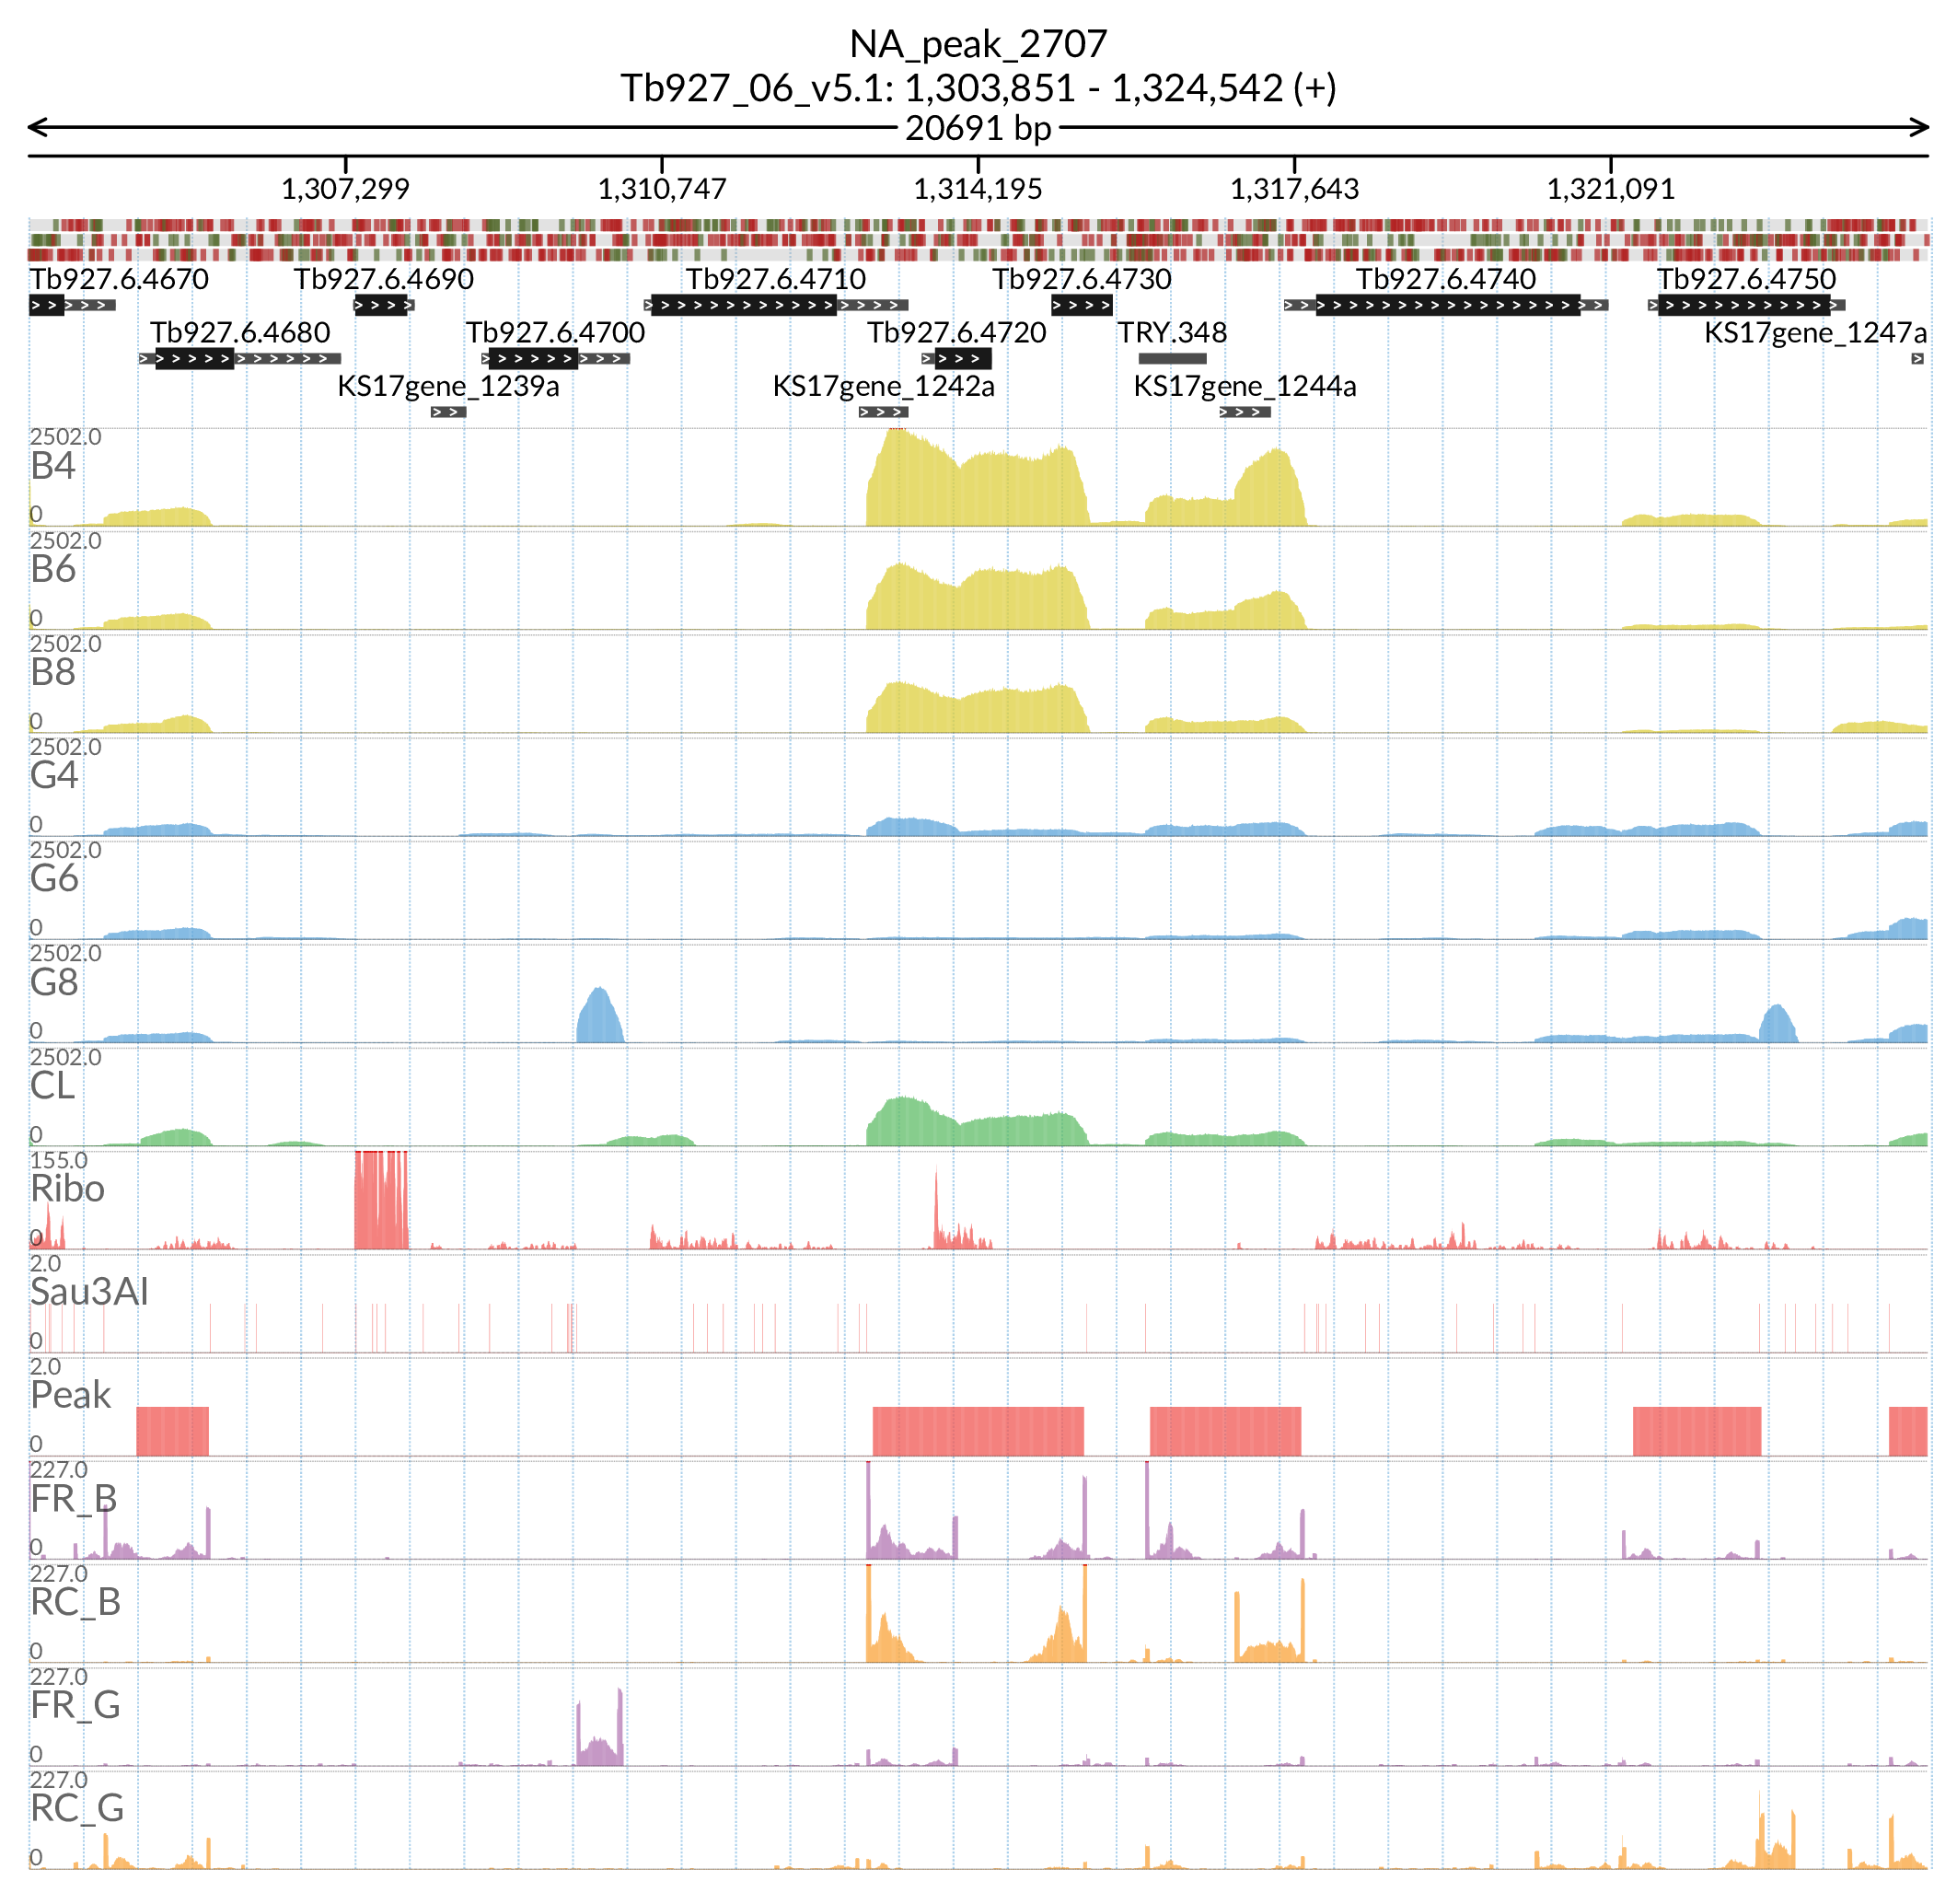 NA_peak_2707
Tb927_06_v5.1: 1,303,851 - 1,324,542 (+)
20691 bp
1,307,299 1,310,747 1,314,195 1,317,643 1,321,091
Tb927.6.4670 Tb927.6.4690 Tb927.6.4710 Tb927.6.4730 Tb927.6.4740 Tb927.6.4750
Tb927.6.4680 Tb927.6.4700 Tb927.6.4720 TRY.348 KS17gene_1247a
KS17gene_1239a KS17gene_1242a KS17gene_1244a
2502.0
B4
0
2502.0
B6
0
2502.0
B8
0
2502.0
G4
0
2502.0
G6
0
2502.0
G8
0
2502.0
CL
0
155.0
Ribo
0
2.0
Sau3AI
0
2.0
Peak
0
227.0
FR_B
0
227.0
RC_B
0
227.0
FR_G
0
227.0
RC_G
0